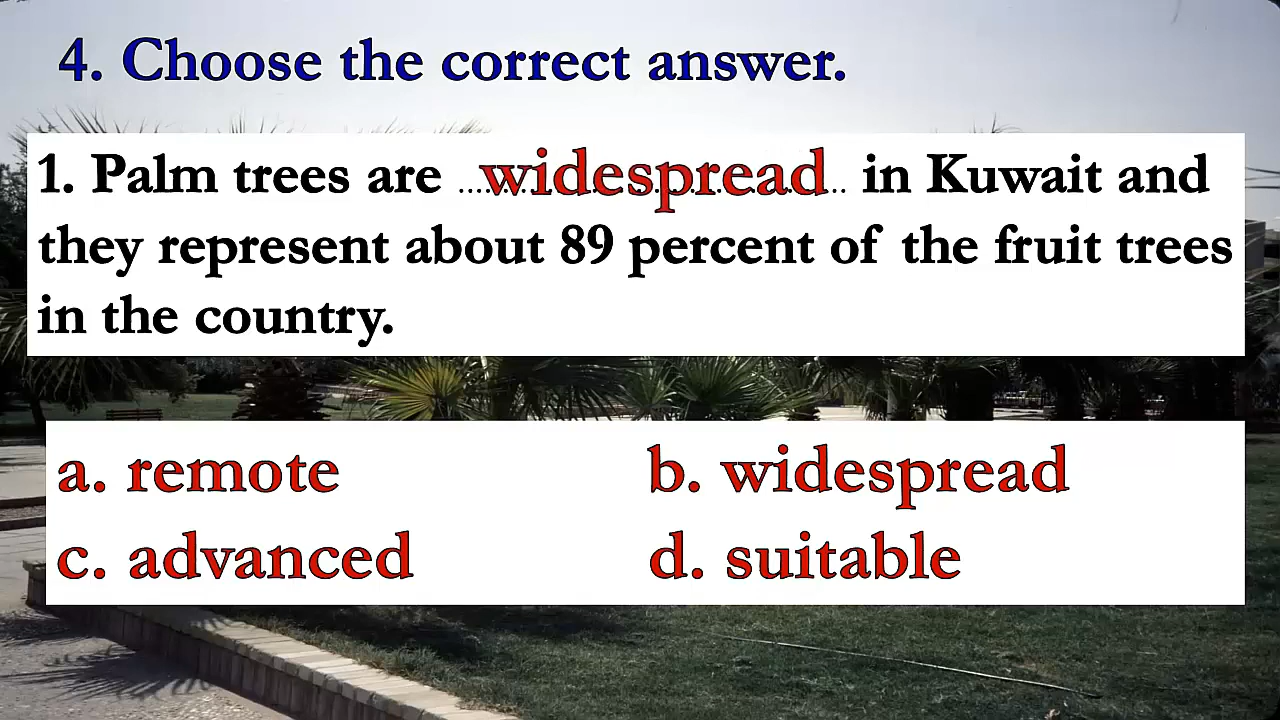 4. Choose the correct answer.
1. Palm trees are ...widespread.. in Kuwait and
they represent about 89 percent of the fruit trees
in the country.
a. remote b. widespread
c. advanced d. suitable